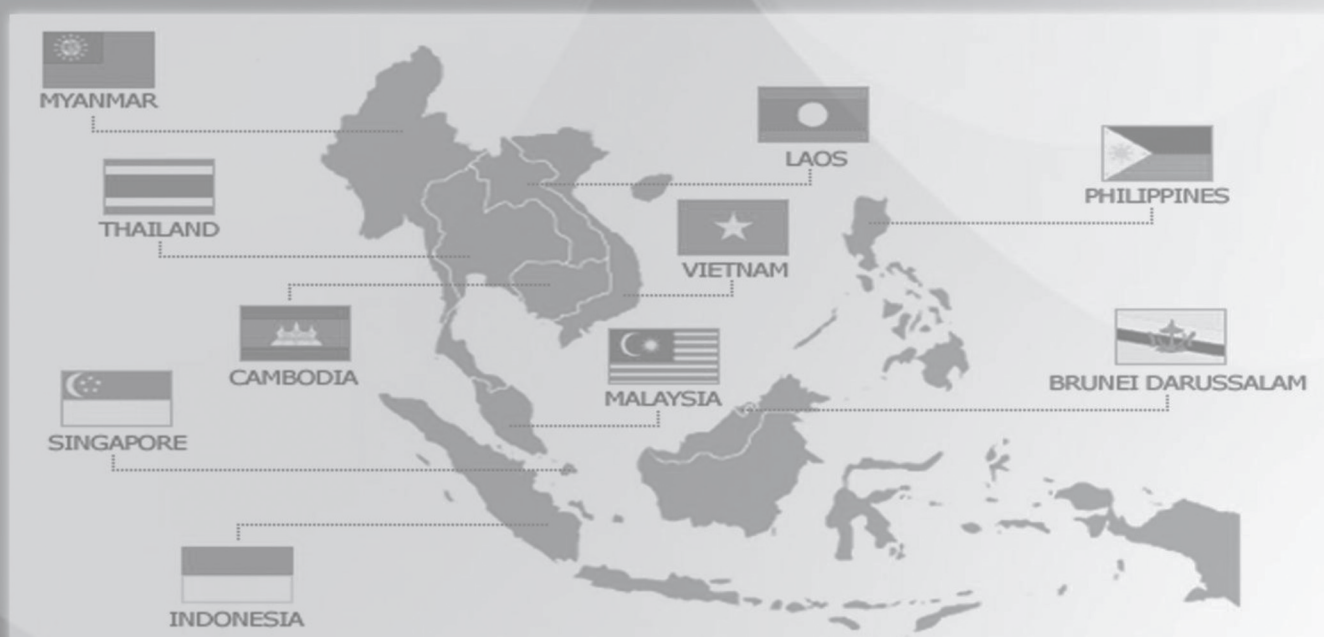 MYANMAR
LAOS
PHILIPPINES
THAILAND
VIETNAM
CAMBODIA
MALAYSIA
BRUNEI DARUSSALAM
SINGAPORE
INDONESIA